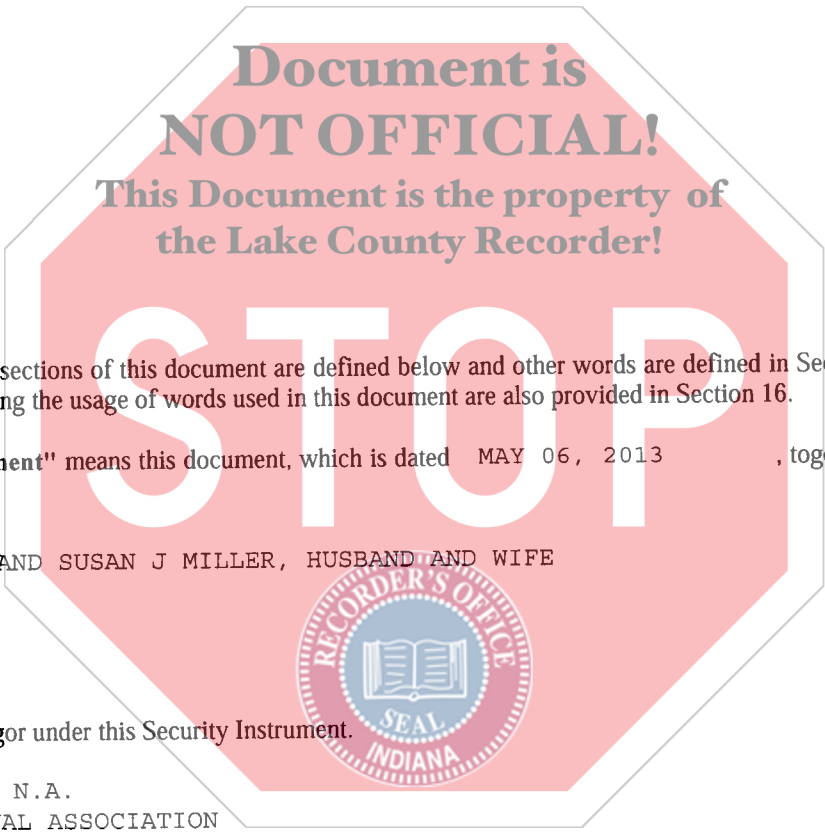 Document is
NOT OFFICIAL!
This Document is the property of
the Lake County Recorder!
STOP
sections of this document are defined below and other words are defined in
ng the usage of words used in this document are also provided in Section 16.
ent" means this document, which is dated MAY 06, 2013 ,
AND SUSAN J MILLER, HUSBAND AND WIFE
RECORDER'S OFFICE
SEAL
INDIANA
gor under this Security Instrument.
N.A.
AL ASSOCIATION